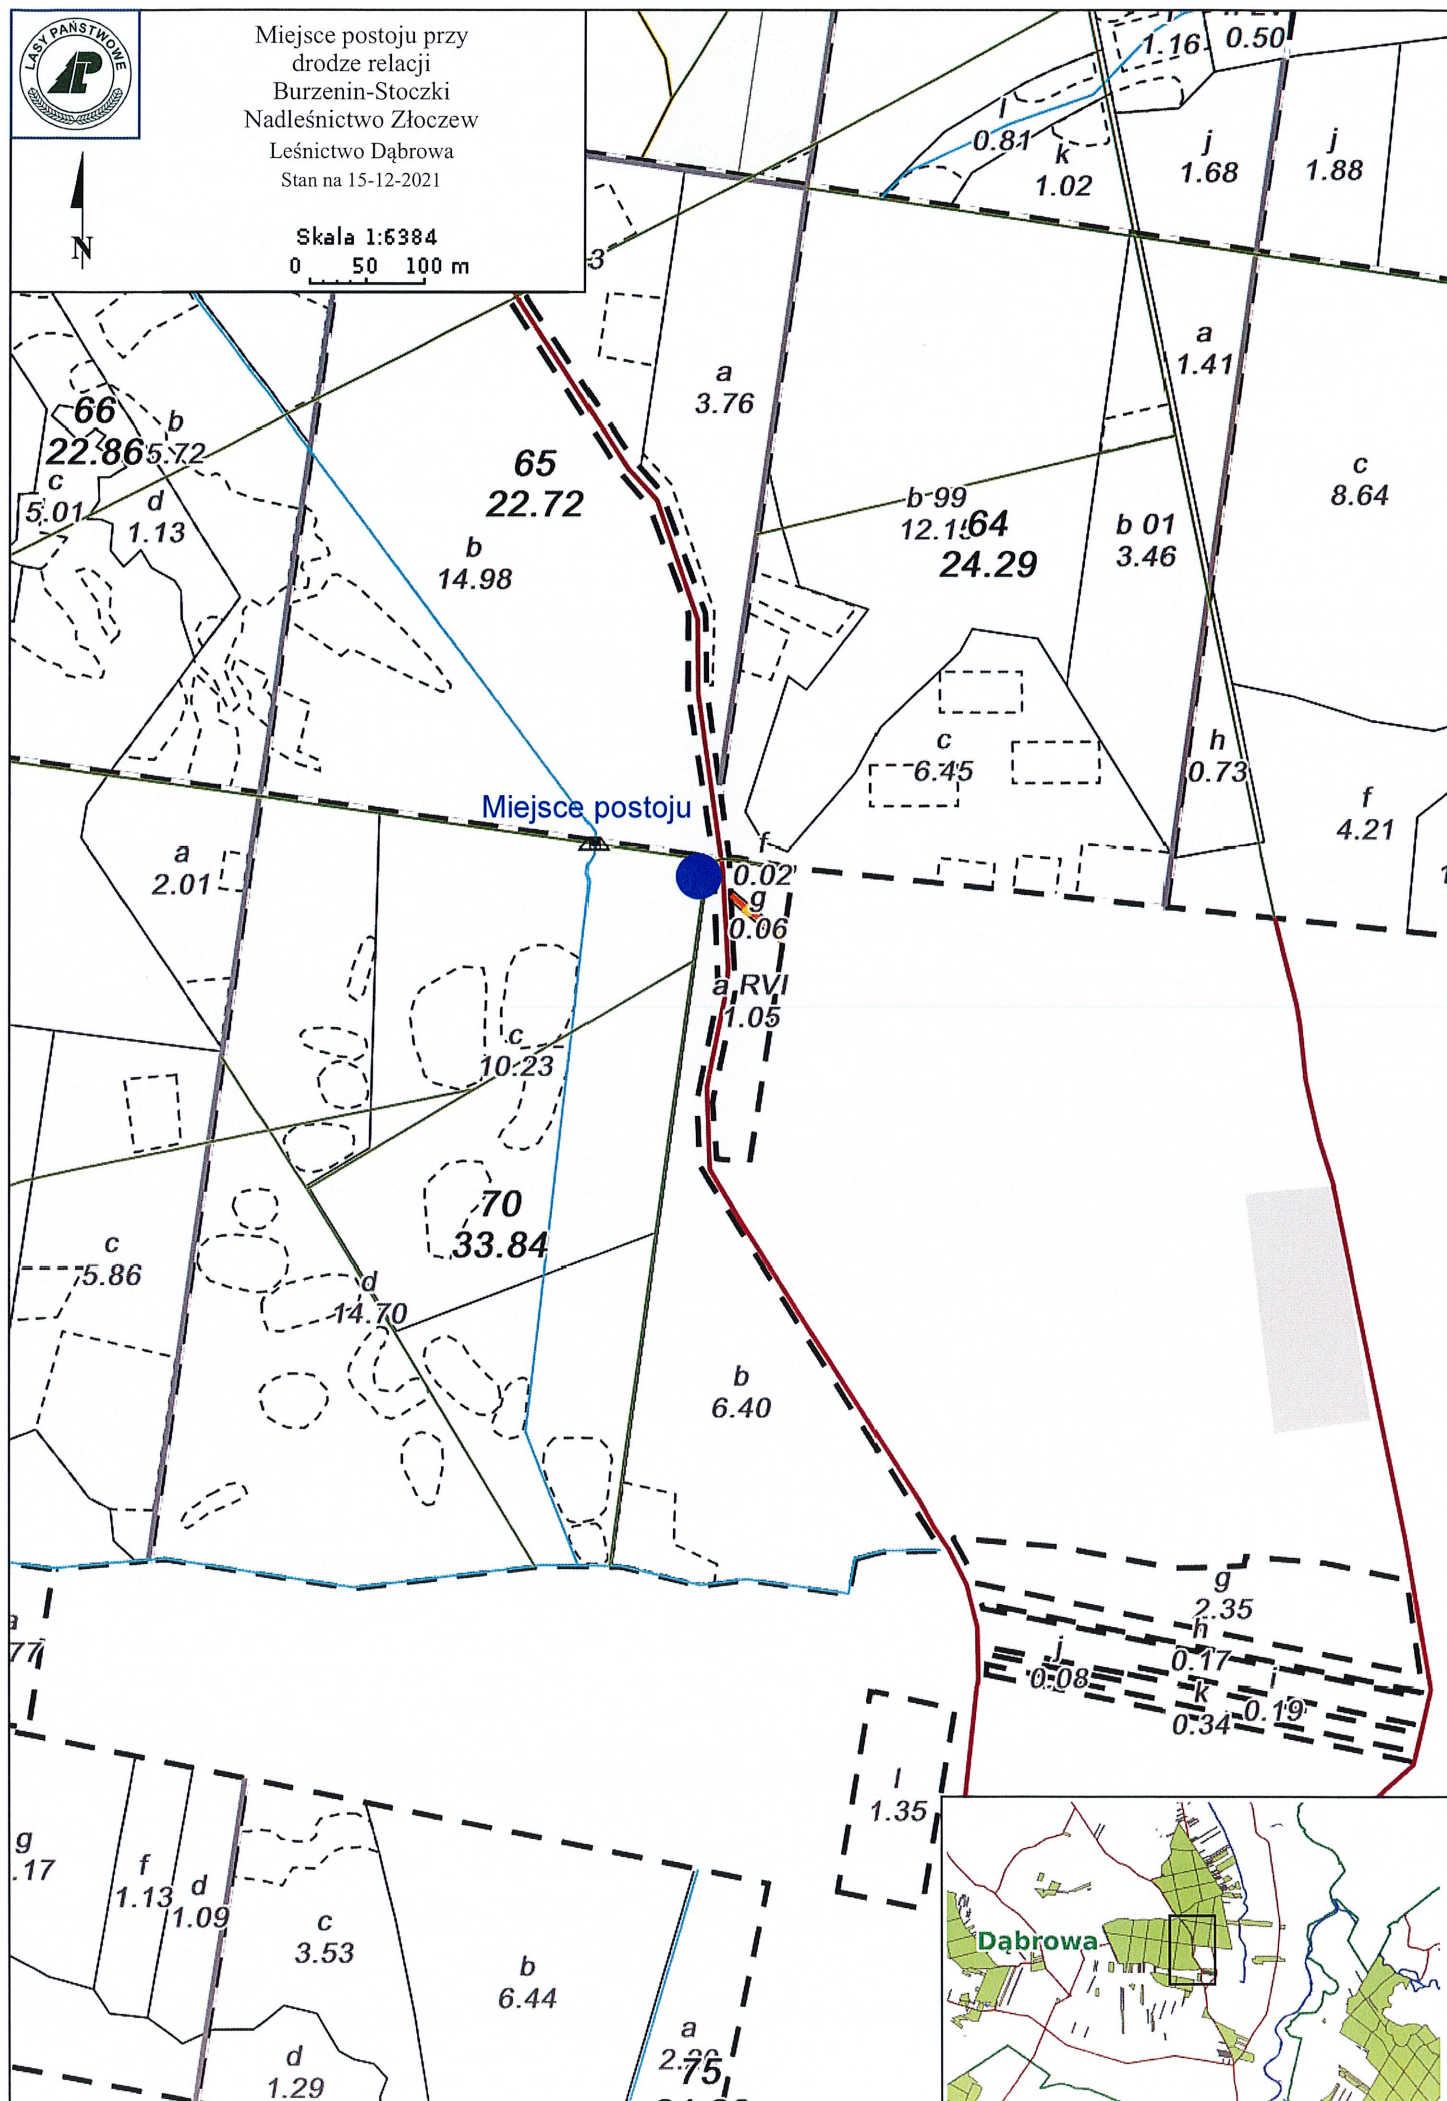 LASY PAŃSTWOWE
LP
Miejsce postoju przy
drodze relacji
Burzenin-Stoczki
Nadleśnictwo Złoczew
Leśnictwo Dąbrowa
Stan na 15-12-2021
N
Skala 1:6384
0 50 100 m
1.16
0.50
l
0.81
k
1.02
j
1.68
j
1.88
3
a
3.76
a
1.41
66
22.86
b
5.72
c
5.01
d
1.13
65
22.72
b
14.98
b 99
64
24.29
b 01
3.46
c
8.64
c
6.45
h
0.73
f
4.21
Miejsce postoju
a
2.01
f
0.02
g
0.06
a RVI
1.05
c
10.23
70
33.84
c
5.86
d
14.70
b
6.40
g
2.35
h
0.17
j
0.08
i
0.19
k
0.34
a
77
l
1.35
g
.17
f
1.13
d
1.09
c
3.53
b
6.44
d
1.29
a
75
Dąbrowa